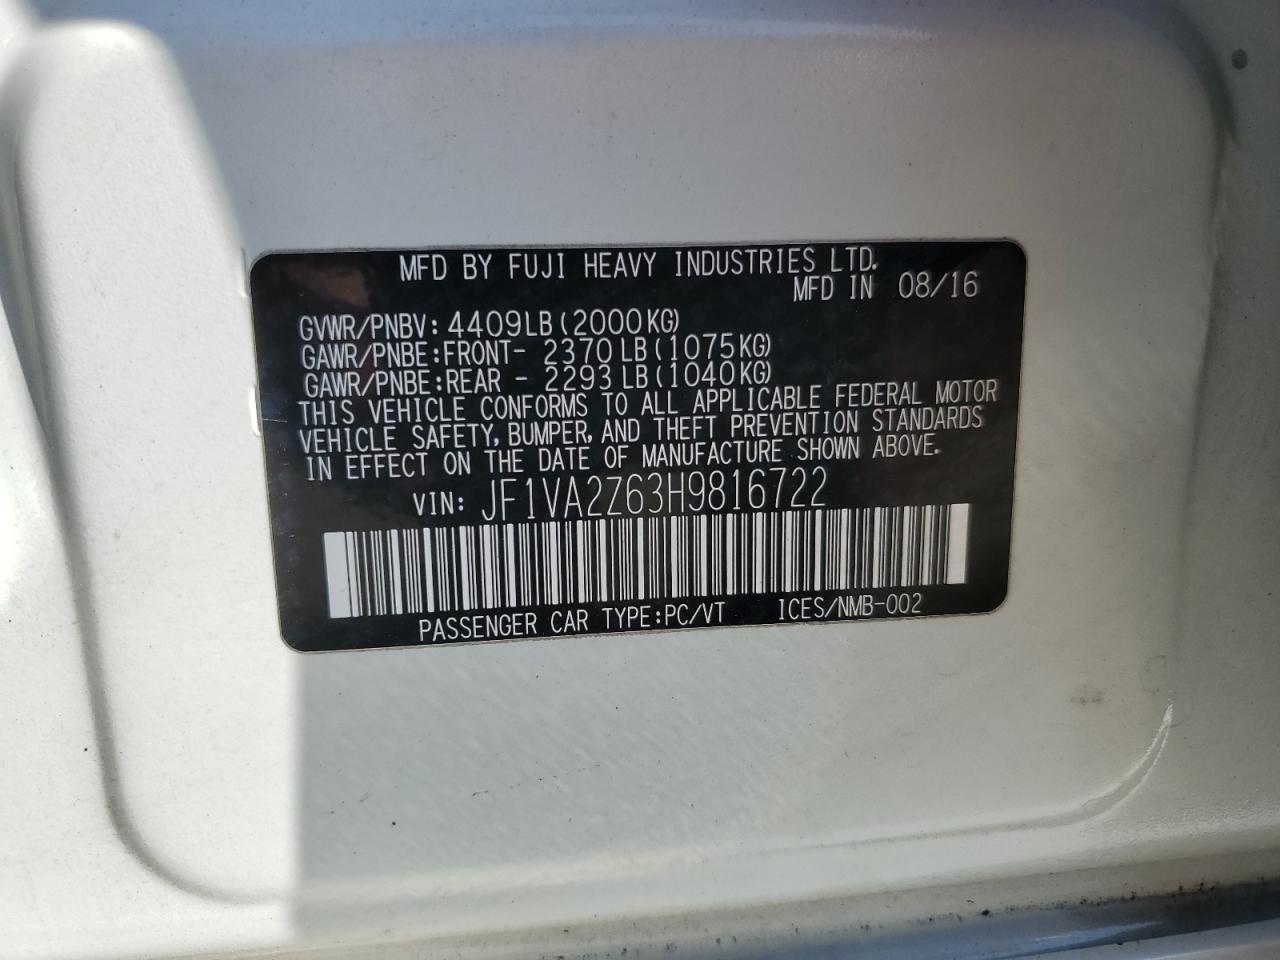 MFD BY FUJI HEAVY INDUSTRIES LTD.
MFD IN 08/16
GVWR/PNBV: 4409LB(2000KG)
GAWR/PNBE:FRONT- 2370LB(1075KG)
GAWR/PNBE:REAR - 2293LB(1040KG)
THIS VEHICLE CONFORMS TO ALL APPLICABLE FEDERAL MOTOR
VEHICLE SAFETY, BUMPER, AND THEFT PREVENTION STANDARDS
IN EFFECT ON THE DATE OF MANUFACTURE SHOWN ABOVE.
VIN: JF1VA2Z63H9816722
PASSENGER CAR TYPE:PC/VT ICES/NMB-002